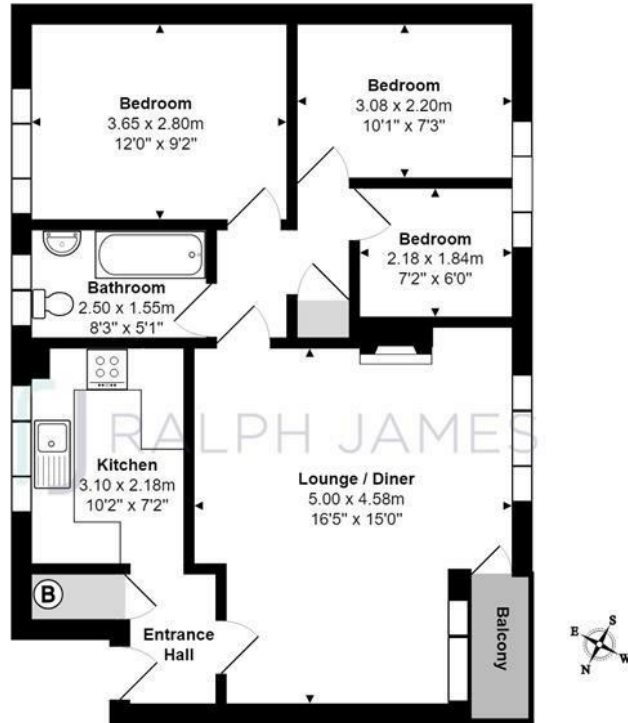 Bedroom
3.65 x 2.80m
12'0" x 9'2"
Bedroom
3.08 x 2.20m
10'1" x 7'3"
Bedroom
2.18 x 1.84m
7'2" x 6'0"
Bathroom
2.50 x 1.55m
8'3" x 5'1"
RALPH JAMES
Kitchen
3.10 x 2.18m
10'2" x 7'2"
Lounge / Diner
5.00 x 4.58m
16'5" x 15'0"
B
Entrance
Hall
Balcony
E
S
N
W